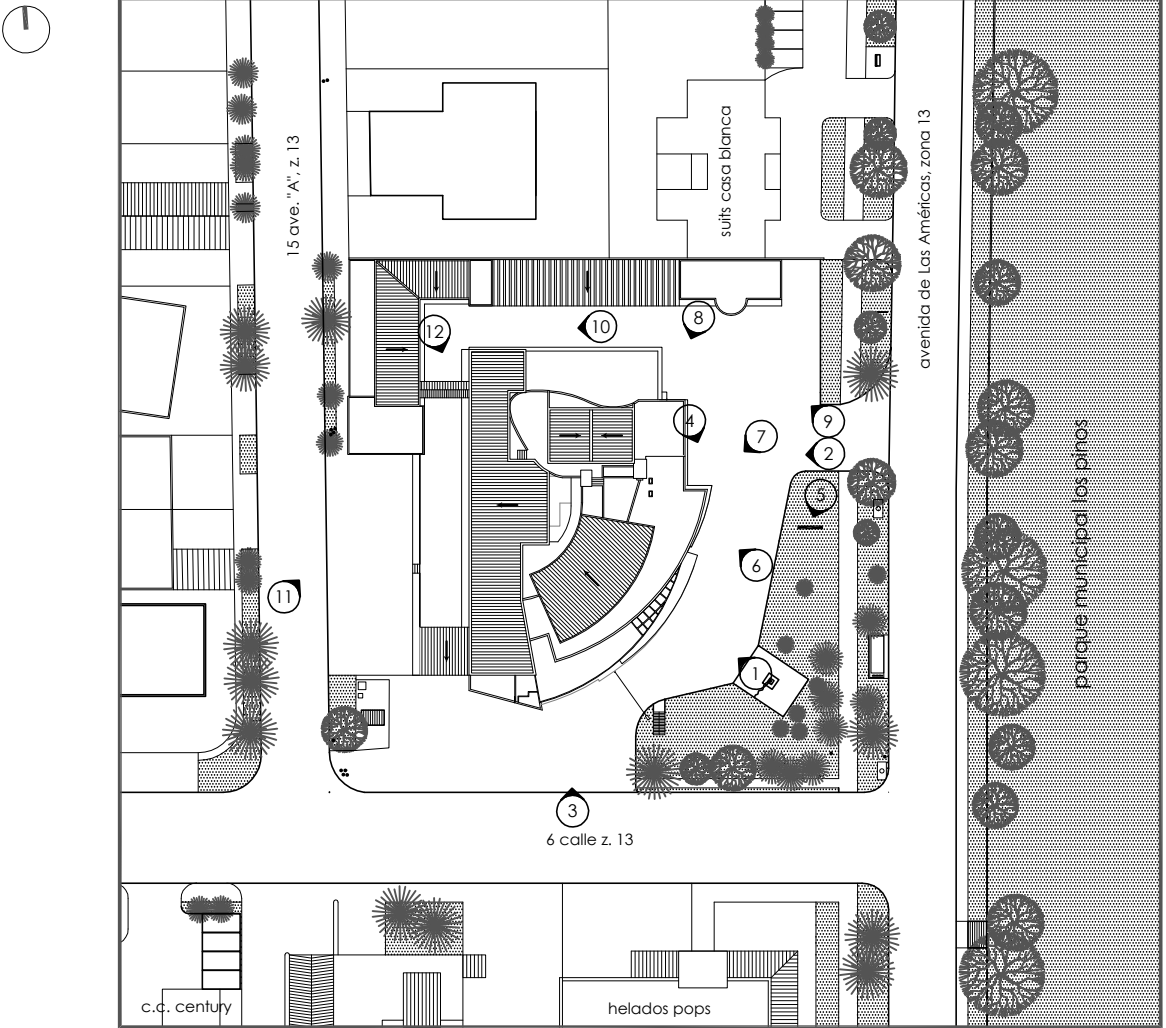 suits casa blanca
15 ave. "A", z.13
avenida de Las Américas, zona 13
8
10
12
4
9
7
2
5
6
11
parque municipal los pinos
1
3
6 calle z. 13
c.c. century
helados pops